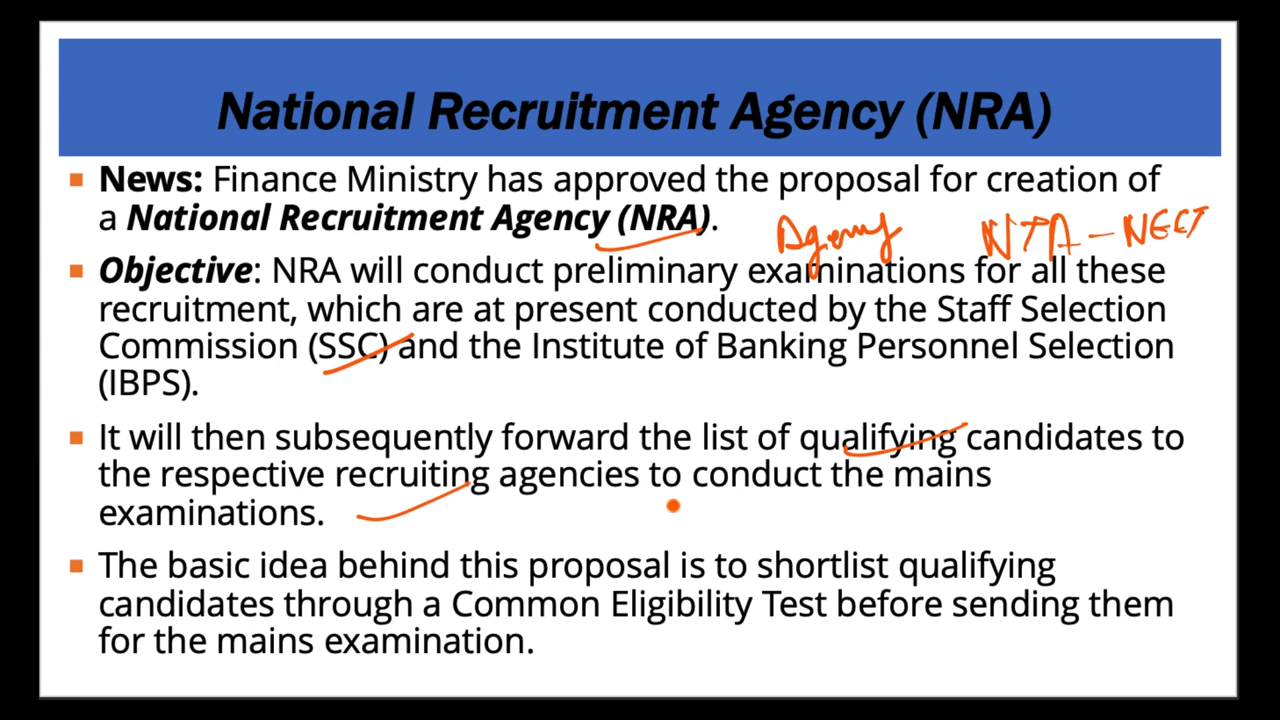 National Recruitment Agency (NRA)
News: Finance Ministry has approved the proposal for creation of
a National Recruitment Agency (NRA).
Agency NTA - NEET
Objective: NRA will conduct preliminary examinations for all these
recruitment, which are at present conducted by the Staff Selection
Commission (SSC) and the Institute of Banking Personnel Selection
(IBPS).
It will then subsequently forward the list of qualifying candidates to
the respective recruiting agencies to conduct the mains
examinations.
The basic idea behind this proposal is to shortlist qualifying
candidates through a Common Eligibility Test before sending them
for the mains examination.